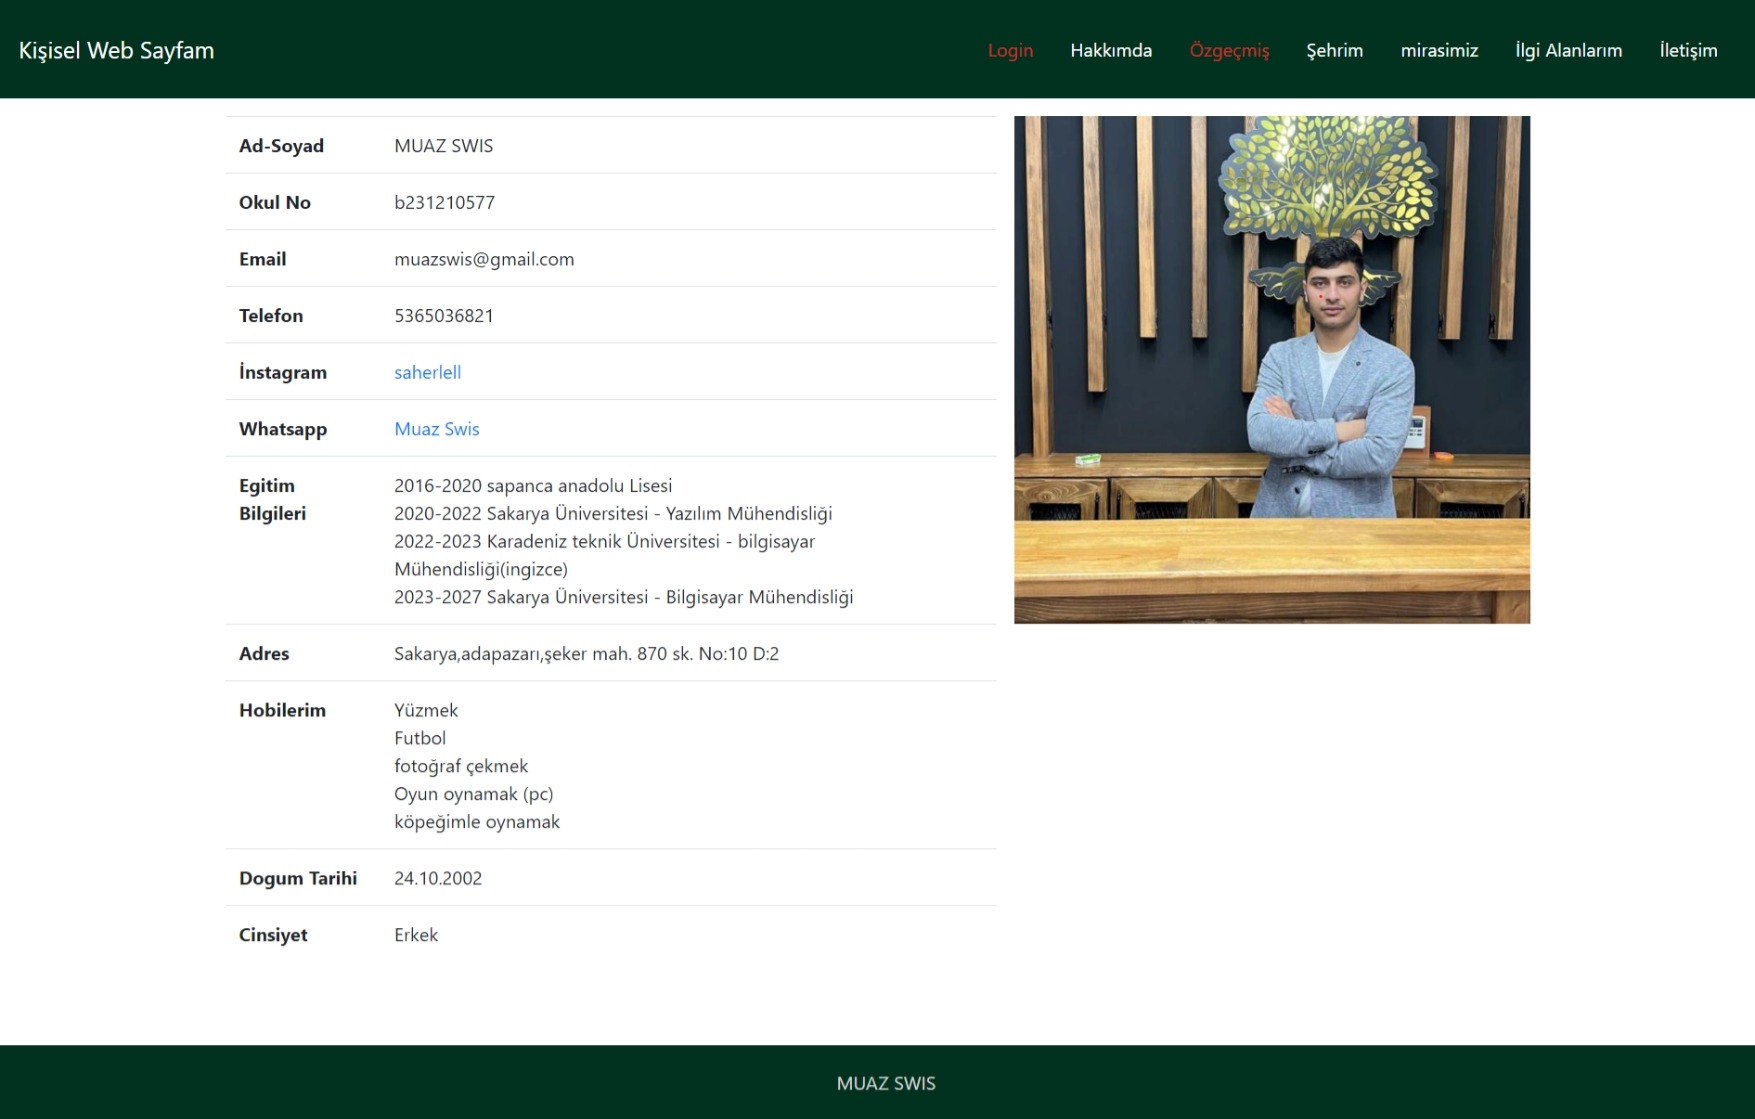 Kişisel Web Sayfam
Login Hakkımda Özgeçmiş Şehrim mirasimiz İlgi Alanlarım İletişim
Ad-Soyad MUAZ SWIS
Okul No b231210577
Email muazswis@gmail.com
Telefon 5365036821
İnstagram saherlell
Whatsapp Muaz Swis
Egitim Bilgileri
2016-2020 sapanca anadolu Lisesi
2020-2022 Sakarya Üniversitesi - Yazılım Mühendisliği
2022-2023 Karadeniz teknik Üniversitesi - bilgisayar
Mühendisliği(ingizce)
2023-2027 Sakarya Üniversitesi - Bilgisayar Mühendisliği
Adres Sakarya,adapazarı,şeker mah. 870 sk. No:10 D:2
Hobilerim Yüzmek
Futbol
fotoğraf çekmek
Oyun oynamak (pc)
köpeğimle oynamak
Dogum Tarihi 24.10.2002
Cinsiyet Erkek
MUAZ SWIS